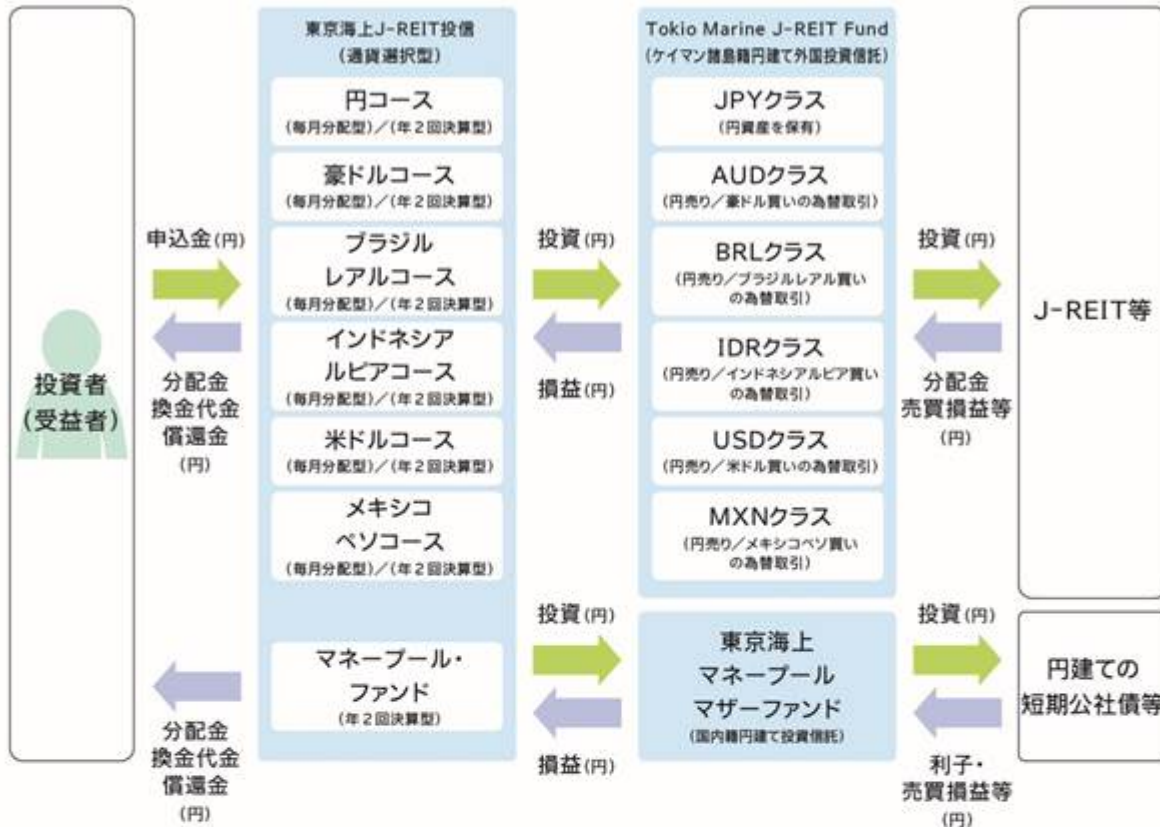 投資者
(受益者)
申込金(円)
分配金
換金代金
償還金
(円)
分配金
換金代金
償還金
(円)
東京海上J-REIT投信
(通貨選択型)
円コース
(毎月分配型)/(年2回決算型)
豪ドルコース
(毎月分配型)/(年2回決算型)
ブラジル
レアルコース
(毎月分配型)/(年2回決算型)
インドネシア
ルピアコース
(毎月分配型)/(年2回決算型)
米ドルコース
(毎月分配型)/(年2回決算型)
メキシコ
ペソコース
(毎月分配型)/(年2回決算型)
マネープール・
ファンド
(年2回決算型)
投資(円)
損益(円)
投資(円)
損益(円)
Tokio Marine J-REIT Fund
(ケイマン諸島籍円建て外国投資信託)
JPYクラス
(円資産を保有)
AUDクラス
(円売り/豪ドル買いの為替取引)
BRLクラス
(円売り/ブラジルレアル買い
の為替取引)
IDRクラス
(円売り/インドネシアルピア買い
の為替取引)
USDクラス
(円売り/米ドル買いの為替取引)
MXNクラス
(円売り/メキシコペソ買い
の為替取引)
東京海上
マネープール
マザーファンド
(国内籍円建て投資信託)
投資(円)
分配金
売買損益等
(円)
投資(円)
利子・
売買損益等
(円)
J-REIT等
円建ての
短期公社債等